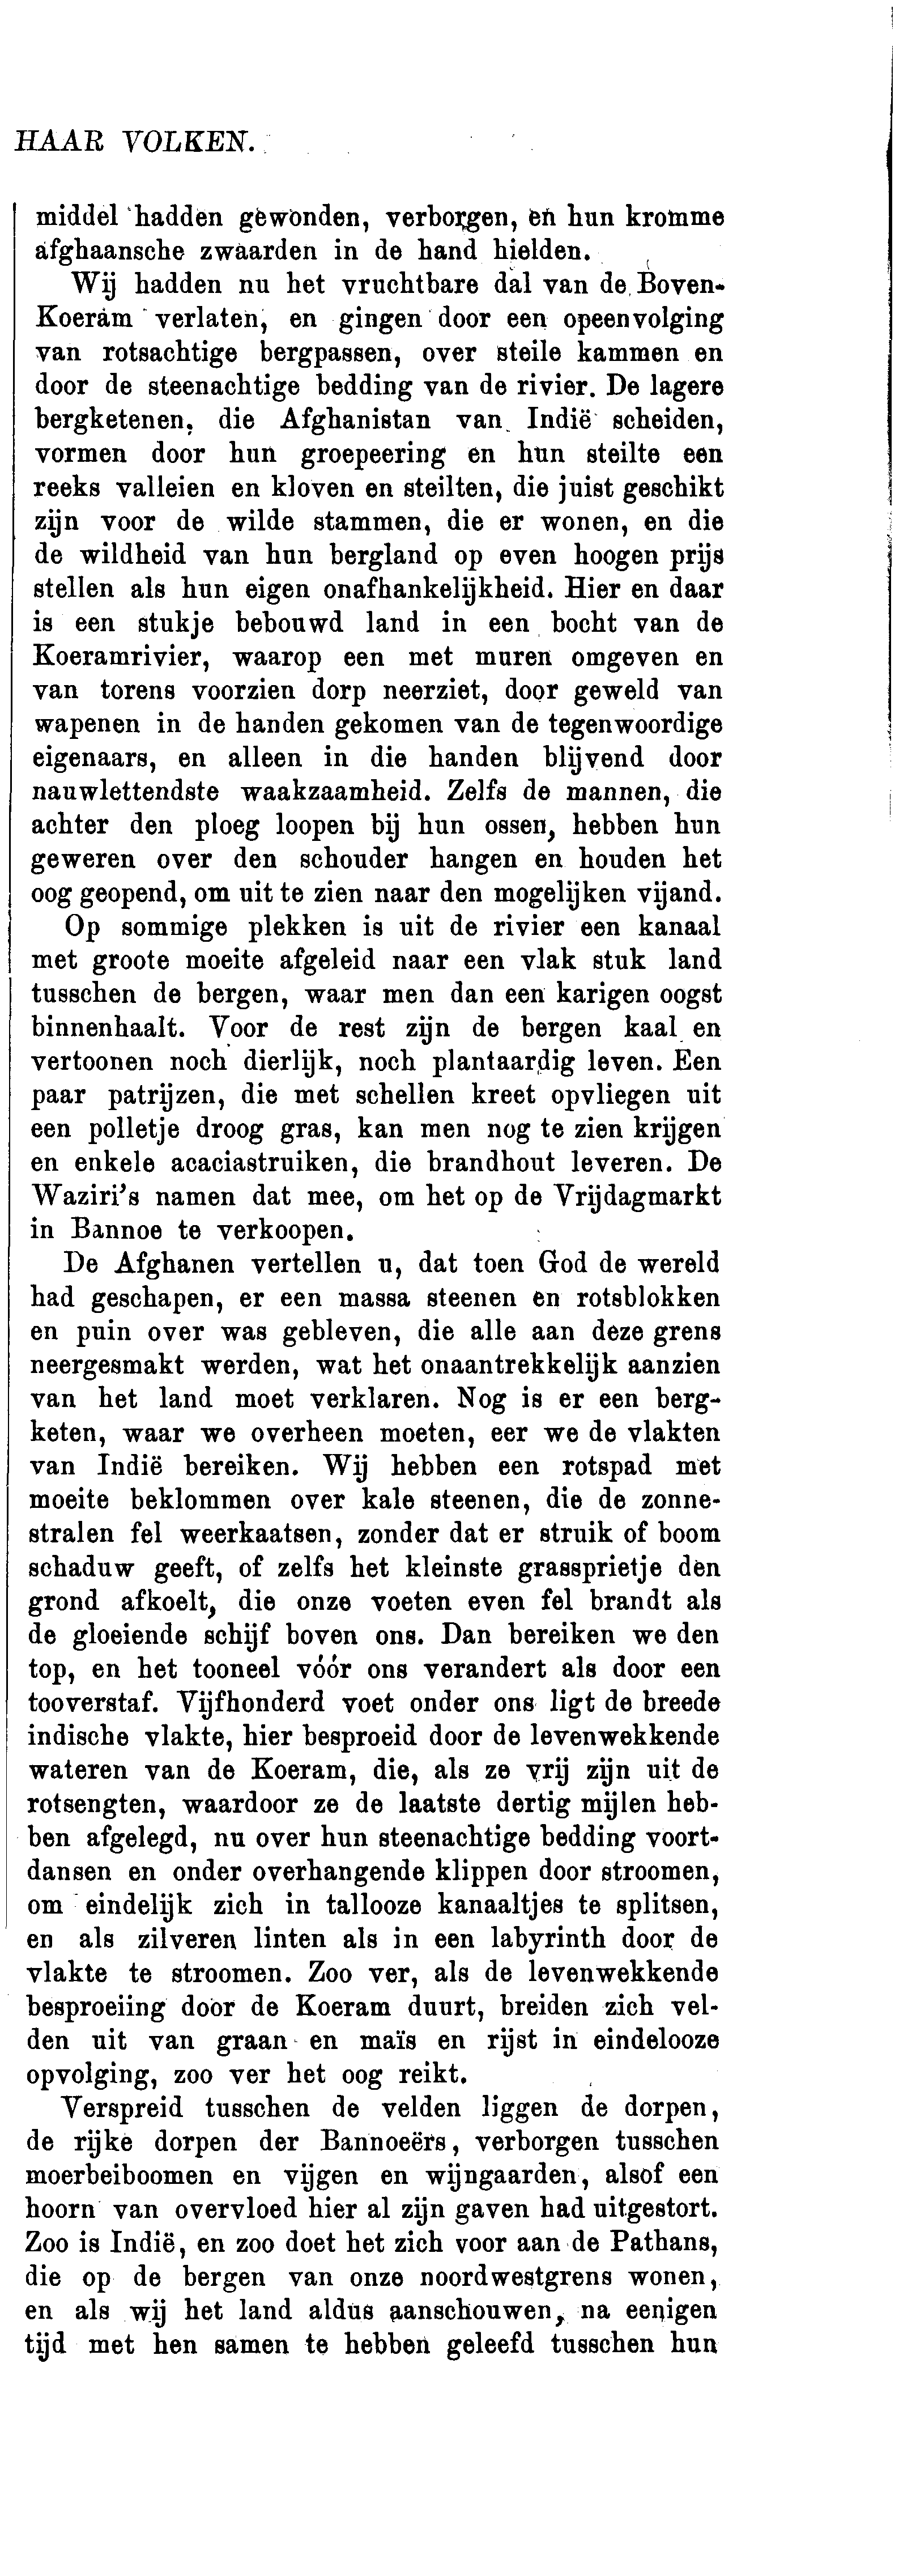 HAAR VOLKEN.
middel hadden gewonden, verborgen, en hun kromme
afghaansche zwaarden in de hand hielden.
Wij hadden nu het vruchtbare dal van de Boven-
Koeram verlaten, en gingen door een opeenvolging
van rotsachtige bergpassen, over steile kammen en
door de steenachtige bedding van de rivier. De lagere
bergketenen, die Afghanistan van Indië scheiden,
vormen door hun groepeering en hun steilte een
reeks valleien en kloven en steilten, die juist geschikt
zijn voor de wilde stammen, die er wonen, en die
de wildheid van hun bergland op even hoogen prijs
stellen als hun eigen onafhankelijkheid. Hier en daar
is een stukje bebouwd land in een bocht van de
Koeramrivier, waarop een met muren omgeven en
van torens voorzien dorp neerziet, door geweld van
wapenen in de handen gekomen van de tegenwoordige
eigenaars, en alleen in die handen blijvend door
nauwlettendste waakzaamheid. Zelfs de mannen, die
achter den ploeg loopen bij hun ossen, hebben hun
geweren over den schouder hangen en houden het
oog geopend, om uit te zien naar den mogelijken vijand.
Op sommige plekken is uit de rivier een kanaal
met groote moeite afgeleid naar een vlak stuk land
tusschen de bergen, waar men dan een karigen oogst
binnenhaalt. Voor de rest zijn de bergen kaal en
vertoonen noch dierlijk, noch plantaardig leven. Een
paar patrijzen, die met schellen kreet opvliegen uit
een polletje droog gras, kan men nog te zien krijgen
en enkele acaciastruiken, die brandhout leveren. De
Waziri's namen dat mee, om het op de Vrijdagmarkt
in Bannoe te verkoopen.
De Afghanen vertellen u, dat toen God de wereld
had geschapen, er een massa steenen en rotsblokken
en puin over was gebleven, die alle aan deze grens
neergesmakt werden, wat het onaantrekkelijk aanzien
van het land moet verklaren. Nog is er een berg-
keten, waar we overheen moeten, eer we de vlakten
van Indië bereiken. Wij hebben een rotspad met
moeite beklommen over kale steenen, die de zonne-
stralen fel weerkaatsen, zonder dat er struik of boom
schaduw geeft, of zelfs het kleinste grassprietje den
grond afkoelt, die onze voeten even fel brandt als
de gloeiende schijf boven ons. Dan bereiken we den
top, en het tooneel vóór ons verandert als door een
tooverstaf. Vijfhonderd voet onder ons ligt de breede
indische vlakte, hier besproeid door de levenwekkende
wateren van de Koeram, die, als ze vrij zijn uit de
rotsengten, waardoor ze de laatste dertig mijlen heb-
ben afgelegd, nu over hun steenachtige bedding voort-
dansen en onder overhangende klippen door stroomen,
om eindelijk zich in tallooze kanaaltjes te splitsen,
en als zilveren linten als in een labyrinth door de
vlakte te stroomen. Zoo ver, als de levenwekkende
besproeiing door de Koeram duurt, breiden zich vel-
den uit van graan en maïs en rijst in eindelooze
opvolging, zoo ver het oog reikt.
Verspreid tusschen de velden liggen de dorpen,
de rijke dorpen der Bannoeërs, verborgen tusschen
moerbeiboomen en vijgen en wijngaarden, alsof een
hoorn van overvloed hier al zijn gaven had uitgestort.
Zoo is Indië, en zoo doet het zich voor aan de Pathans,
die op de bergen van onze noordwestgrens wonen,
en als wij het land aldus aanschouwen, na eenigen
tijd met hen samen te hebben geleefd tusschen hun